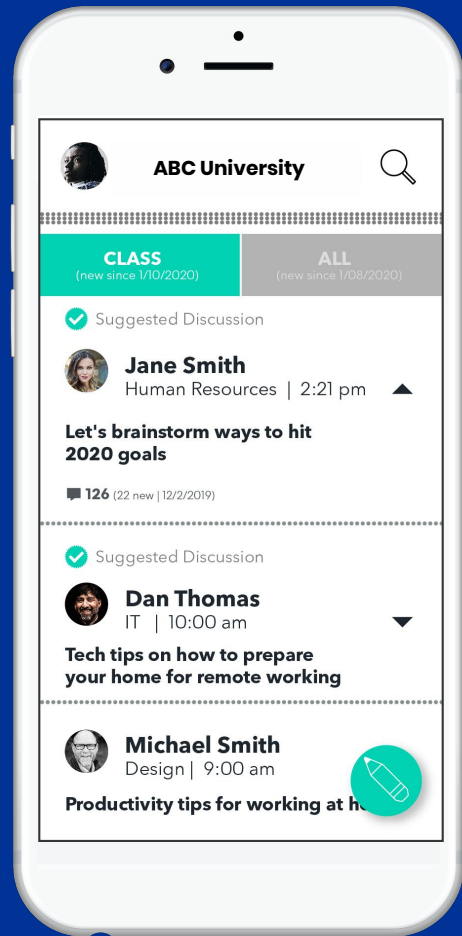 ABC University
CLASS
(new since 1/10/2020)
ALL
(new since 1/08/2020)
Suggested Discussion
Jane Smith
Human Resources | 2:21 pm
Let's brainstorm ways to hit
2020 goals
126 (22 new | 12/2/2019)
Suggested Discussion
Dan Thomas
IT | 10:00 am
Tech tips on how to prepare
your home for remote working
Michael Smith
Design | 9:00 am
Productivity tips for working at